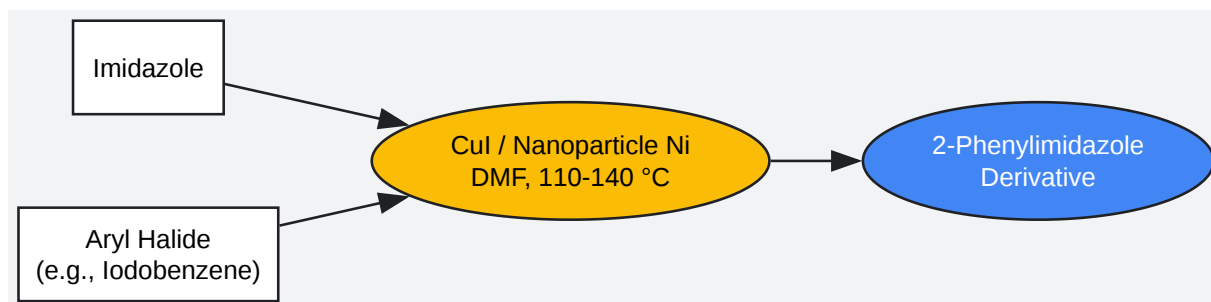 Imidazole
Aryl Halide
(e.g., Iodobenzene)
CuI / Nanoparticle Ni
DMF, 110-140 °C
2-Phenylimidazole
Derivative